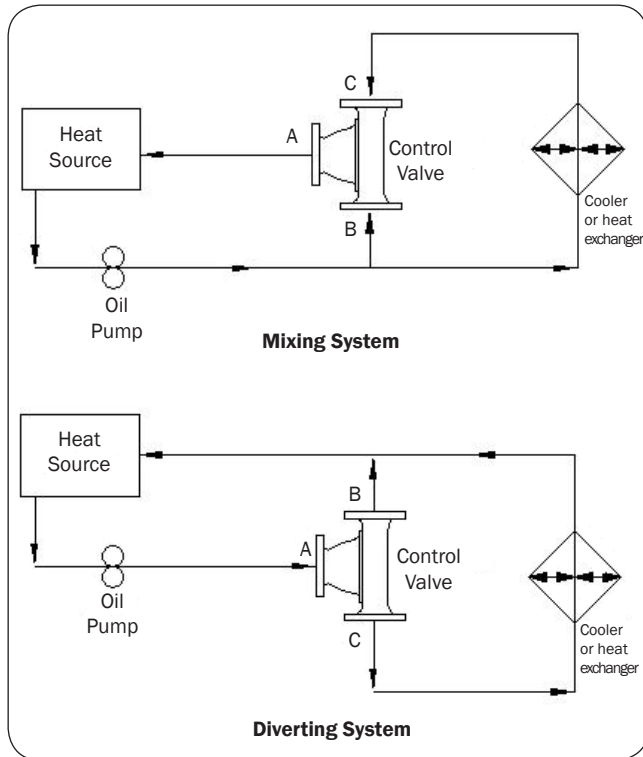 C
Heat
Source
A
Control
Valve
B
Cooler
or heat
exchanger
Oil
Pump
Mixing System
Heat
Source
B
A
Control
Valve
Oil
Pump
C
Cooler
or heat
exchanger
Diverting System